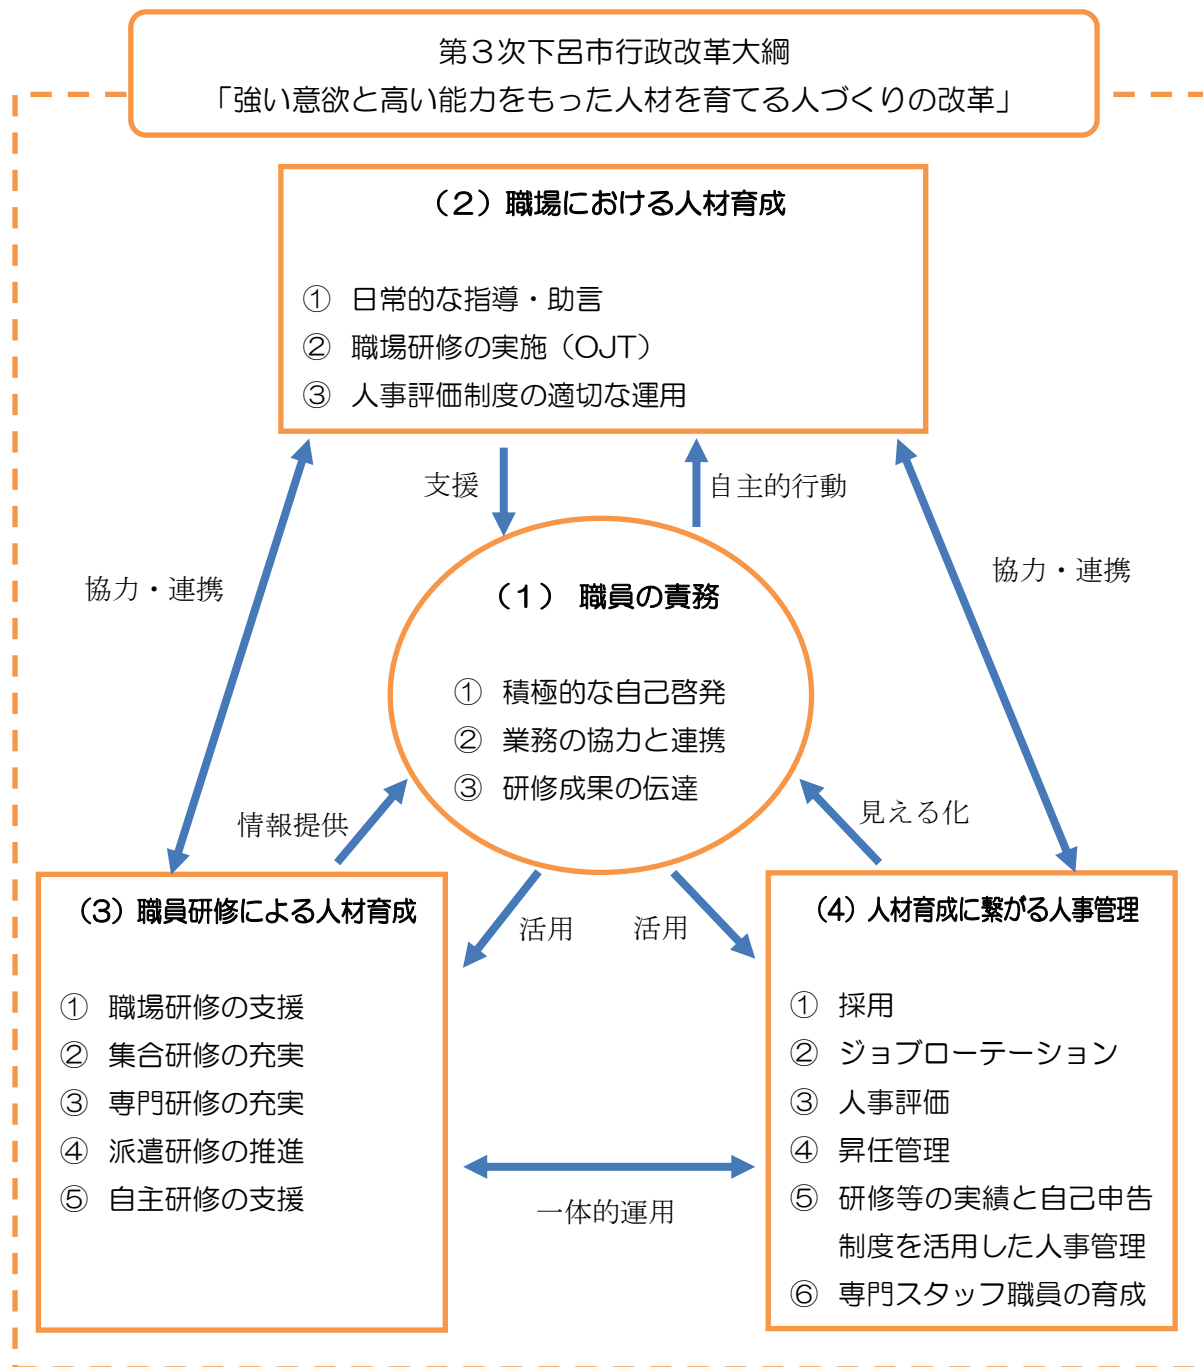 第3次下呂市行政改革大綱
「強い意欲と高い能力をもった人材を育てる人づくりの改革」
(2)職場における人材育成
① 日常的な指導・助言
② 職場研修の実施(OJT)
③ 人事評価制度の適切な運用
支援
自主的行動
協力・連携
協力・連携
(1) 職員の責務
① 積極的な自己啓発
② 業務の協力と連携
③ 研修成果の伝達
情報提供
見える化
活用
活用
(3)職員研修による人材育成
① 職場研修の支援
② 集合研修の充実
③ 専門研修の充実
④ 派遣研修の推進
⑤ 自主研修の支援
一体的運用
(4)人材育成に繋がる人事管理
① 採用
② ジョブローテーション
③ 人事評価
④ 昇任管理
⑤ 研修等の実績と自己申告
制度を活用した人事管理
⑥ 専門スタッフ職員の育成